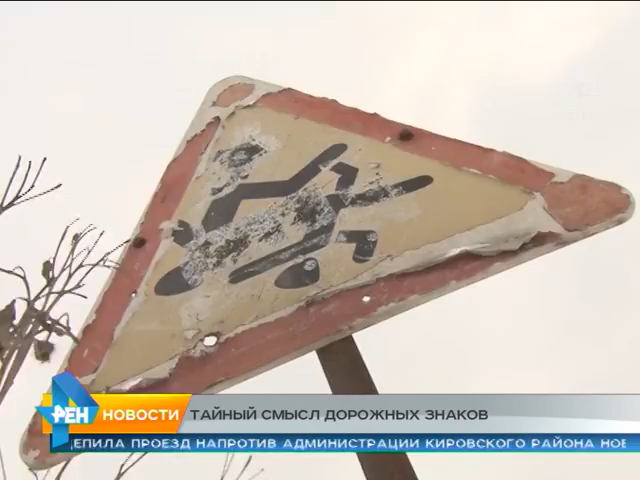 РЕН НОВОСТИ ТАЙНЫЙ СМЫСЛ ДОРОЖНЫХ ЗНАКОВ
ПРОЕЗД НАПРОТИВ АДМИНИСТРАЦИИ КИРОВСКОГО РАЙОНА